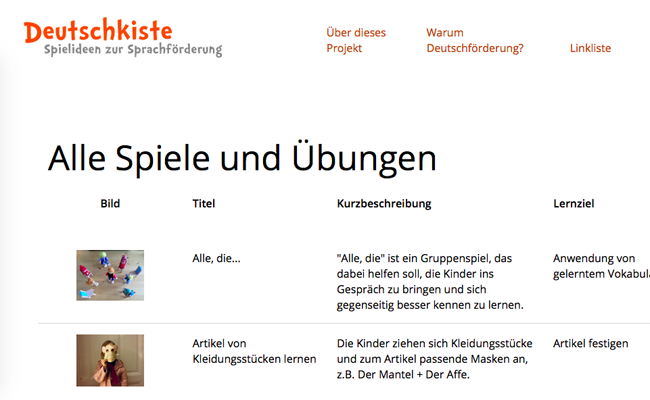 Deutschkiste
Spielideen zur Sprachförderung
Über dieses
Projekt
Warum
Deutschförderung?
Linkliste
Alle Spiele und Übungen
Bild
Titel
Kurzbeschreibung
Lernziel
Alle, die...
"Alle, die" ist ein Gruppenspiel, das
dabei helfen soll, die Kinder ins
Gespräch zu bringen und sich
gegenseitig besser kennen zu lernen.
Anwendung von
gelerntem Vokabula
Artikel von
Kleidungsstücken lernen
Die Kinder ziehen sich Kleidungsstücke
und zum Artikel passende Masken an,
z.B. Der Mantel + Der Affe.
Artikel festigen